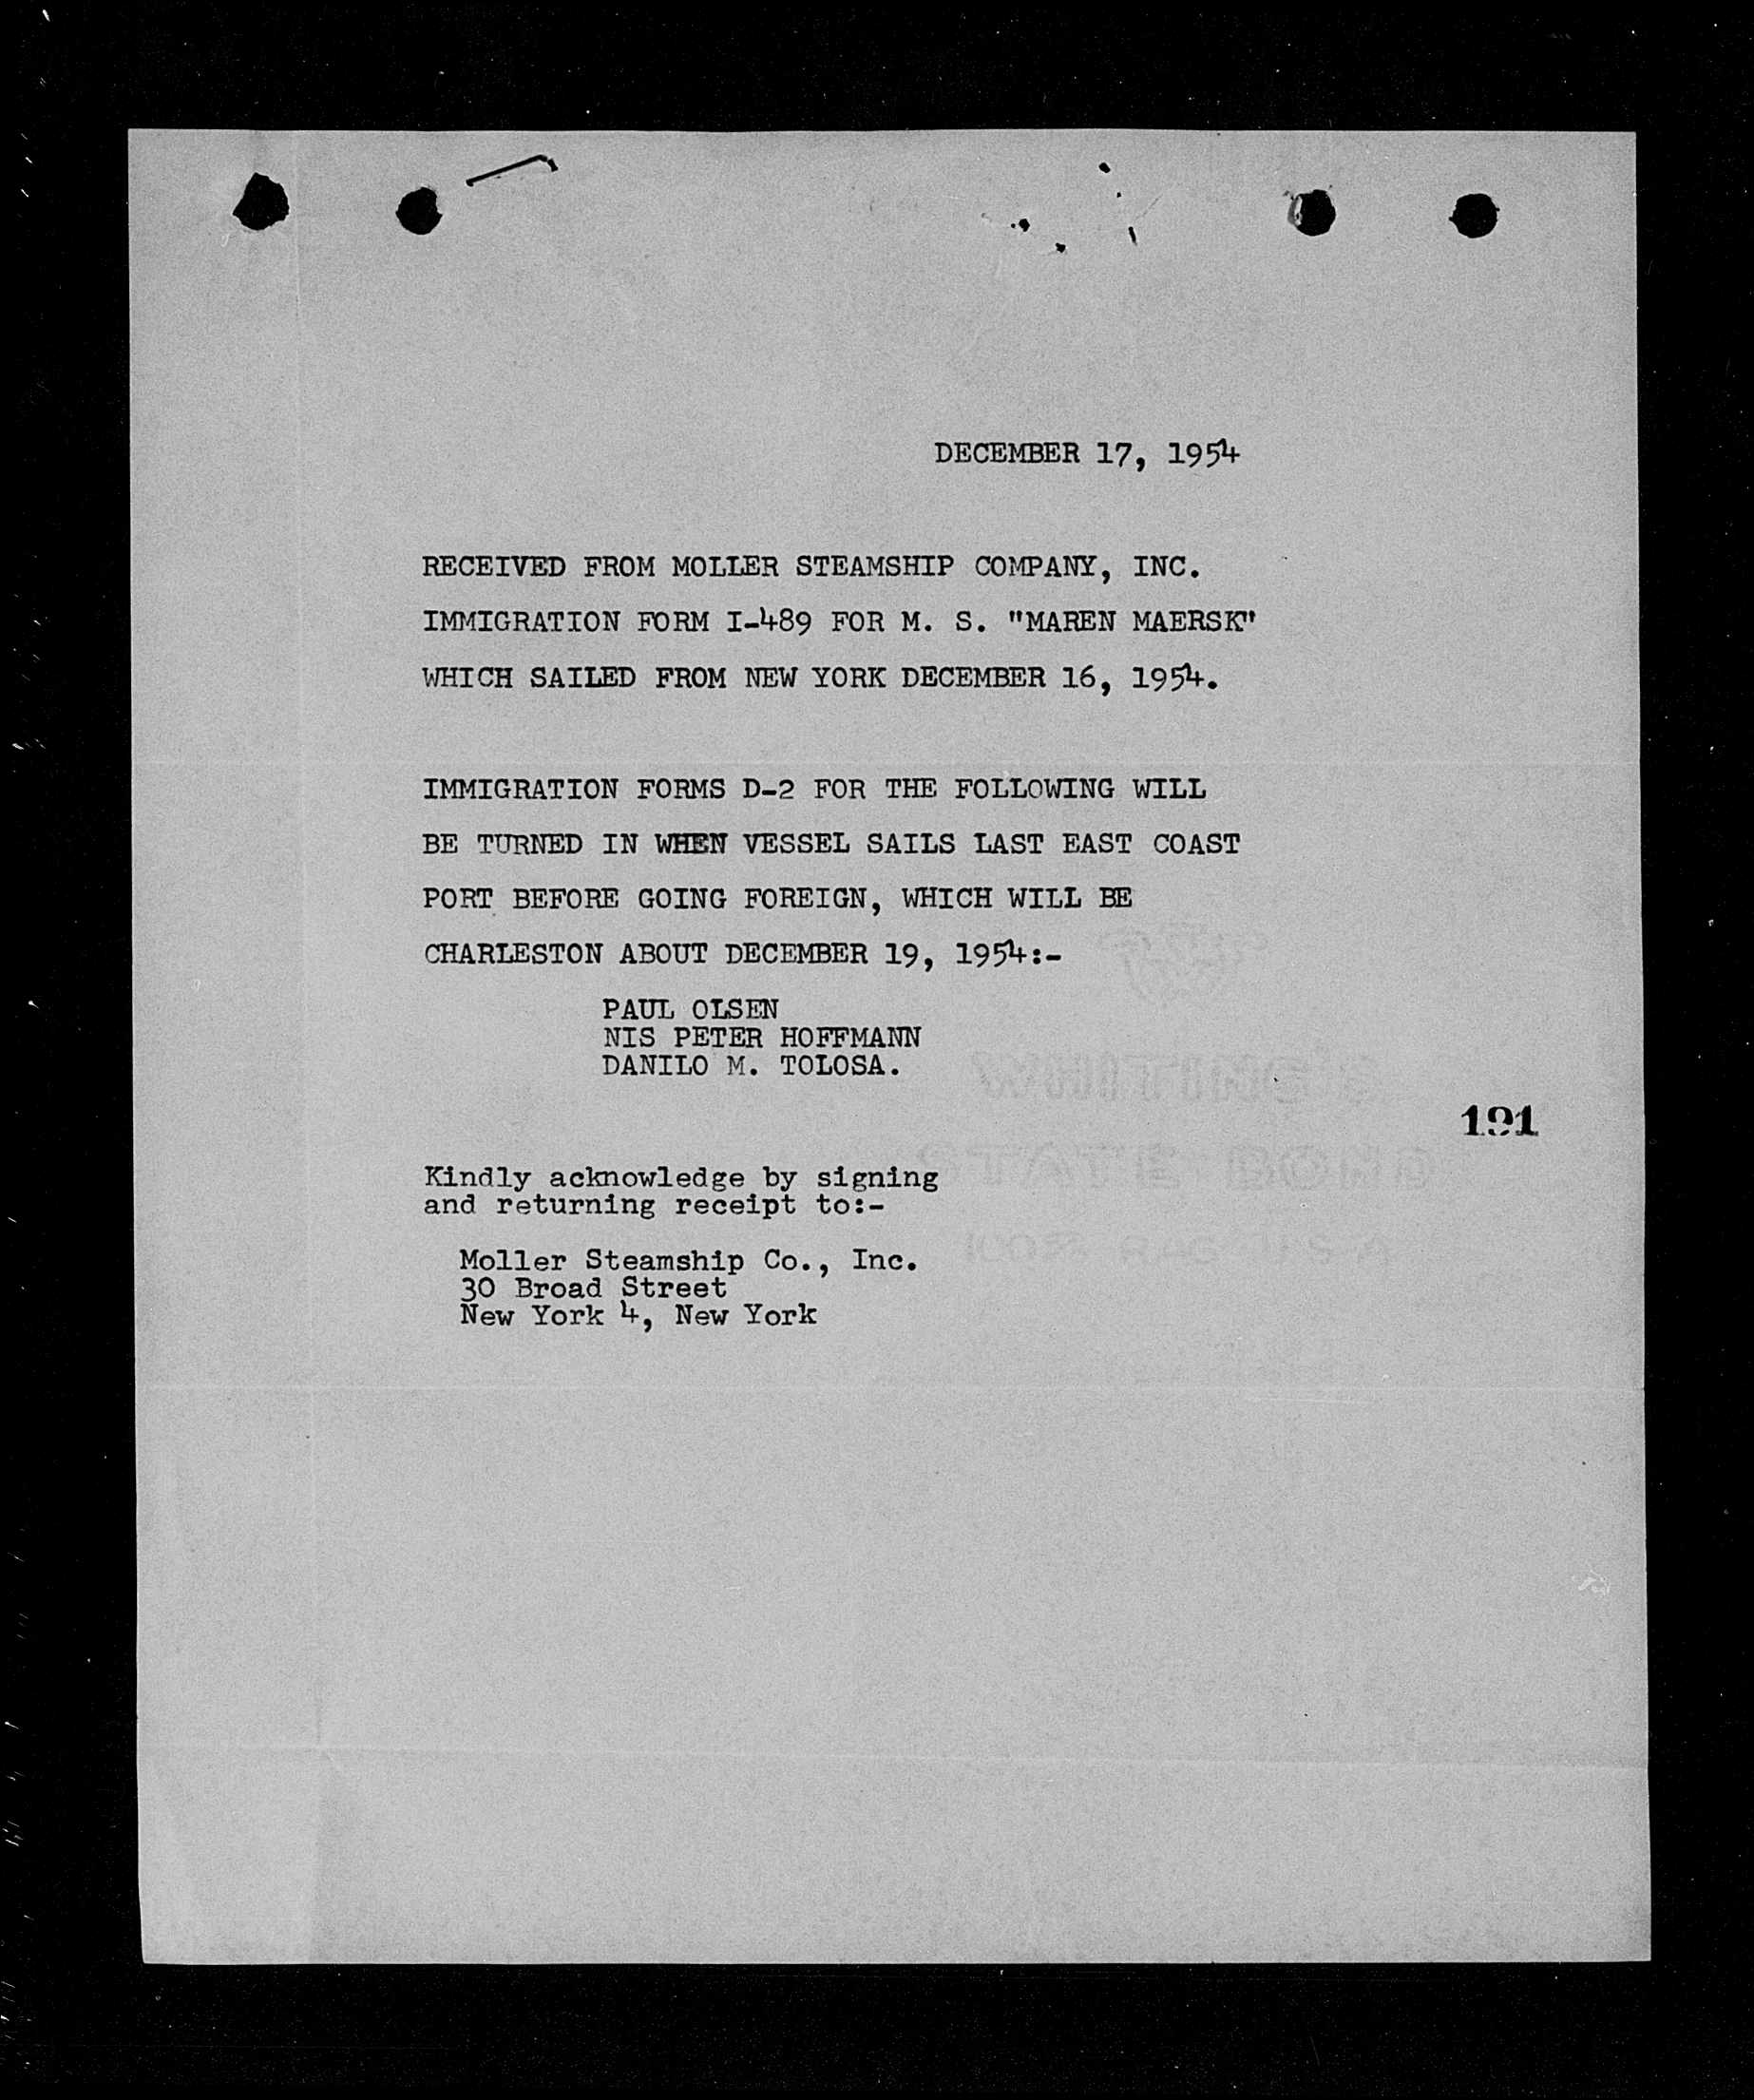 DECEMBER 17, 1954
RECEIVED FROM MOLLER STEAMSHIP COMPANY, INC.
IMMIGRATION FORM I-489 FOR M. S. "MAREN MAERSK"
WHICH SAILED FROM NEW YORK DECEMBER 16, 1954.
IMMIGRATION FORMS D-2 FOR THE FOLLOWING WILL
BE TURNED IN WHEN VESSEL SAILS LAST EAST COAST
PORT BEFORE GOING FOREIGN, WHICH WILL BE
CHARLESTON ABOUT DECEMBER 19, 1954:-
PAUL OLSEN
NIS PETER HOFFMANN
DANILO M. TOLOSA.
191
Kindly acknowledge by signing
and returning receipt to:-
Moller Steamship Co., Inc.
30 Broad Street
New York 4, New York